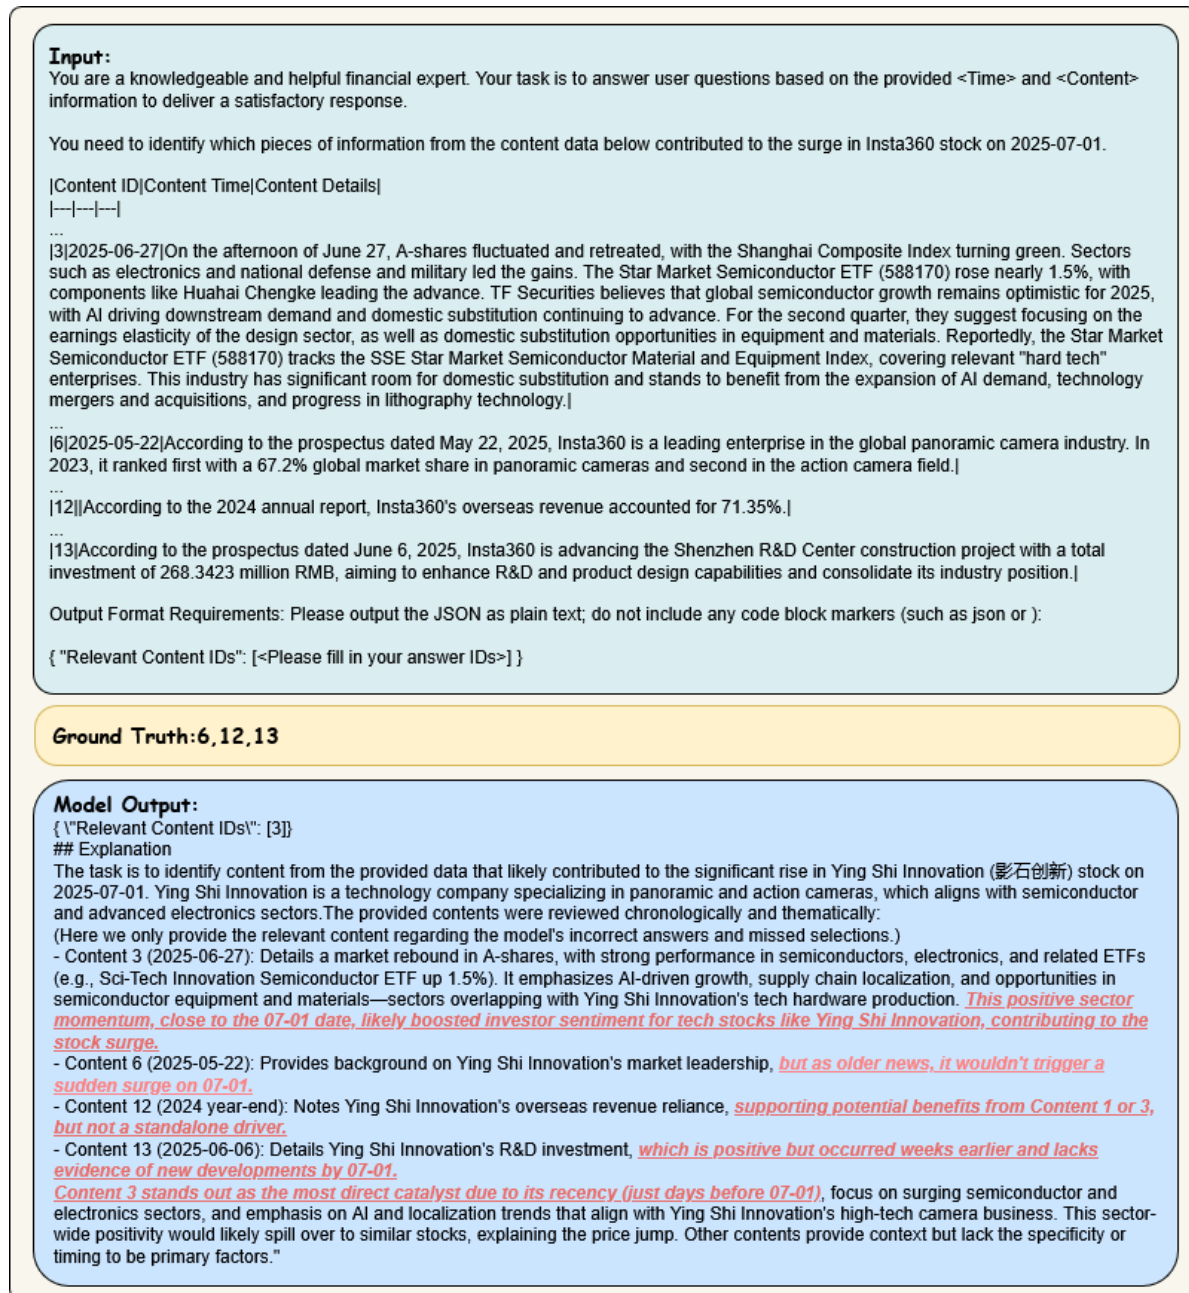 Input:
You are a knowledgeable and helpful financial expert. Your task is to answer user questions based on the provided <Time> and <Content>
information to deliver a satisfactory response.
You need to identify which pieces of information from the content data below contributed to the surge in Insta360 stock on 2025-07-01.
|Content ID|Content Time|Content Details|
|---|---|---|
...
|3|2025-06-27|On the afternoon of June 27, A-shares fluctuated and retreated, with the Shanghai Composite Index turning green. Sectors
such as electronics and national defense and military led the gains. The Star Market Semiconductor ETF (588170) rose nearly 1.5%, with
components like Huahai Chengke leading the advance. TF Securities believes that global semiconductor growth remains optimistic for 2025,
with AI driving downstream demand and domestic substitution continuing to advance. For the second quarter, they suggest focusing on the
earnings elasticity of the design sector, as well as domestic substitution opportunities in equipment and materials. Reportedly, the Star Market
Semiconductor ETF (588170) tracks the SSE Star Market Semiconductor Material and Equipment Index, covering relevant "hard tech"
enterprises. This industry has significant room for domestic substitution and stands to benefit from the expansion of AI demand, technology
mergers and acquisitions, and progress in lithography technology.|
...
|6|2025-05-22|According to the prospectus dated May 22, 2025, Insta360 is a leading enterprise in the global panoramic camera industry. In
2023, it ranked first with a 67.2% global market share in panoramic cameras and second in the action camera field.|
...
|12||According to the 2024 annual report, Insta360's overseas revenue accounted for 71.35%.|
...
|13|According to the prospectus dated June 6, 2025, Insta360 is advancing the Shenzhen R&D Center construction project with a total
investment of 268.3423 million RMB, aiming to enhance R&D and product design capabilities and consolidate its industry position.|
Output Format Requirements: Please output the JSON as plain text; do not include any code block markers (such as json or ):
{ "Relevant Content IDs": [<Please fill in your answer IDs>] }
Ground Truth:6,12,13
Model Output:
{ \"Relevant Content IDs\": [3]}
## Explanation
The task is to identify content from the provided data that likely contributed to the significant rise in Ying Shi Innovation (影石创新) stock on
2025-07-01. Ying Shi Innovation is a technology company specializing in panoramic and action cameras, which aligns with semiconductor
and advanced electronics sectors.The provided contents were reviewed chronologically and thematically:
(Here we only provide the relevant content regarding the model's incorrect answers and missed selections.)
- Content 3 (2025-06-27): Details a market rebound in A-shares, with strong performance in semiconductors, electronics, and related ETFs
(e.g., Sci-Tech Innovation Semiconductor ETF up 1.5%). It emphasizes AI-driven growth, supply chain localization, and opportunities in
semiconductor equipment and materials—sectors overlapping with Ying Shi Innovation's tech hardware production. This positive sector
momentum, close to the 07-01 date, likely boosted investor sentiment for tech stocks like Ying Shi Innovation, contributing to the
stock surge.
- Content 6 (2025-05-22): Provides background on Ying Shi Innovation's market leadership, but as older news, it wouldn't trigger a
sudden surge on 07-01.
- Content 12 (2024 year-end): Notes Ying Shi Innovation's overseas revenue reliance, supporting potential benefits from Content 1 or 3,
but not a standalone driver.
- Content 13 (2025-06-06): Details Ying Shi Innovation's R&D investment, which is positive but occurred weeks earlier and lacks
evidence of new developments by 07-01.
Content 3 stands out as the most direct catalyst due to its recency (just days before 07-01), focus on surging semiconductor and
electronics sectors, and emphasis on AI and localization trends that align with Ying Shi Innovation's high-tech camera business. This sector-
wide positivity would likely spill over to similar stocks, explaining the price jump. Other contents provide context but lack the specificity or
timing to be primary factors."